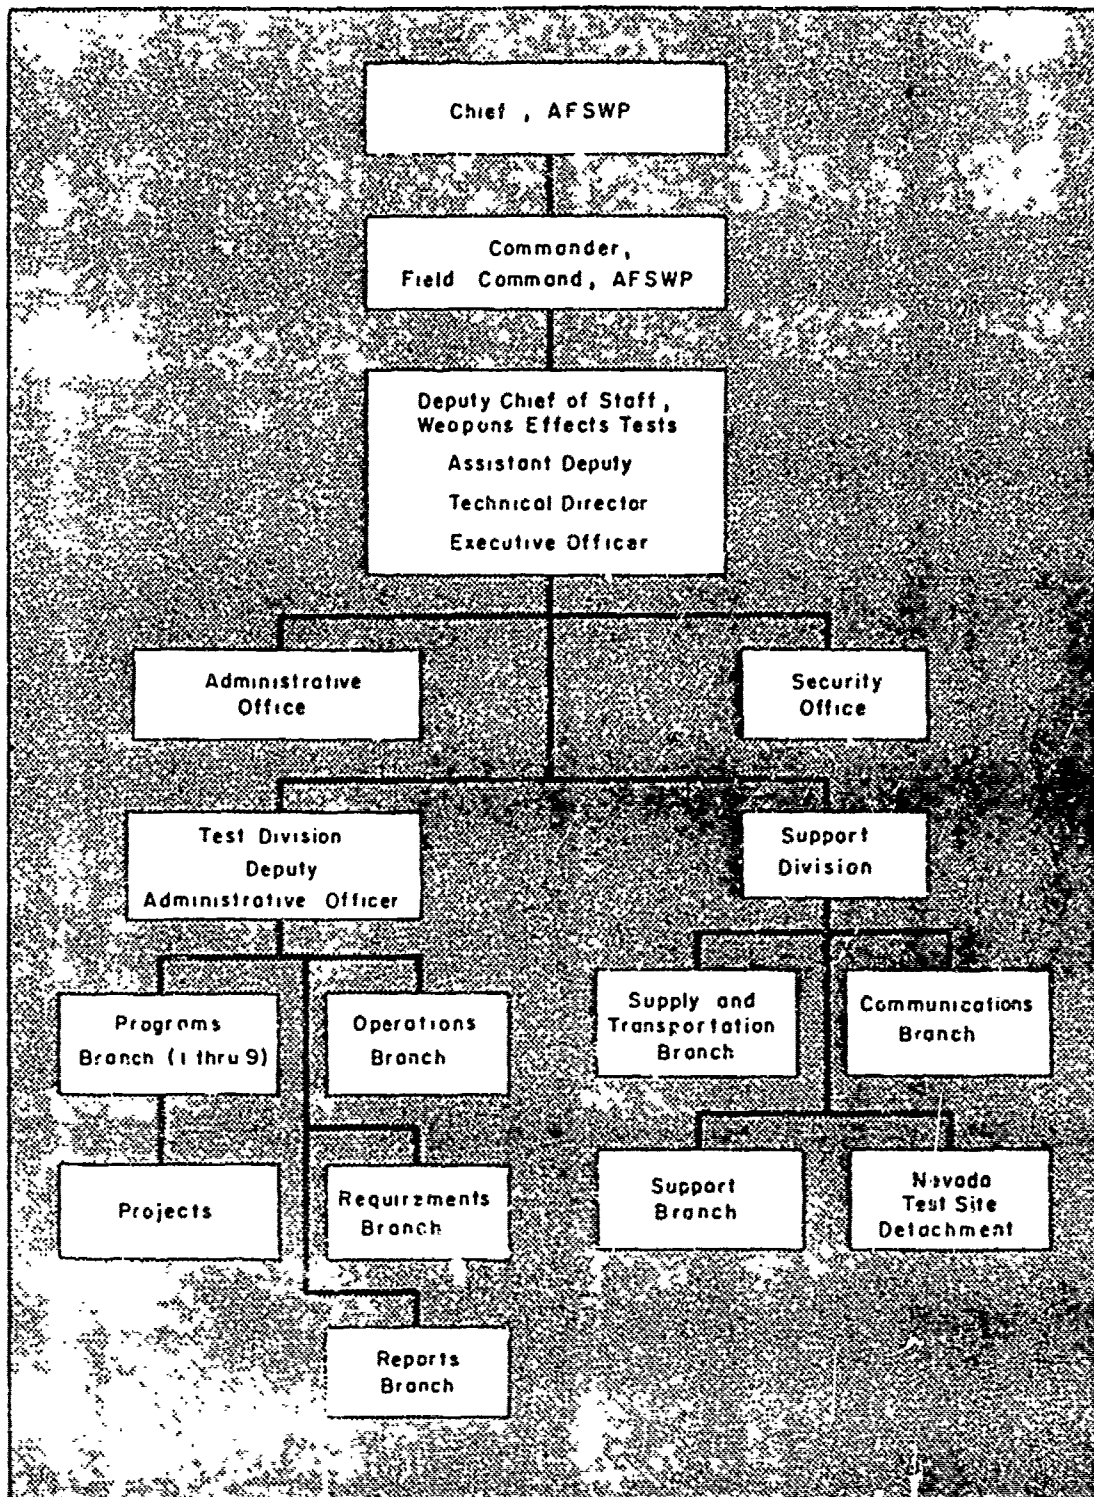 Chief , AFSWP
Commander,
Field Command, AFSWP
Deputy Chief of Staff,
Weapons Effects Tests
Assistant Deputy
Technical Director
Executive Officer
Administrative
Office
Security
Office
Test Division
Deputy
Administrative Officer
Support
Division
Programs
Branch (1 thru 9)
Operations
Branch
Supply and
Transportation
Branch
Communications
Branch
Projects
Requirements
Branch
Support
Branch
Nevada
Test Site
Detachment
Reports
Branch